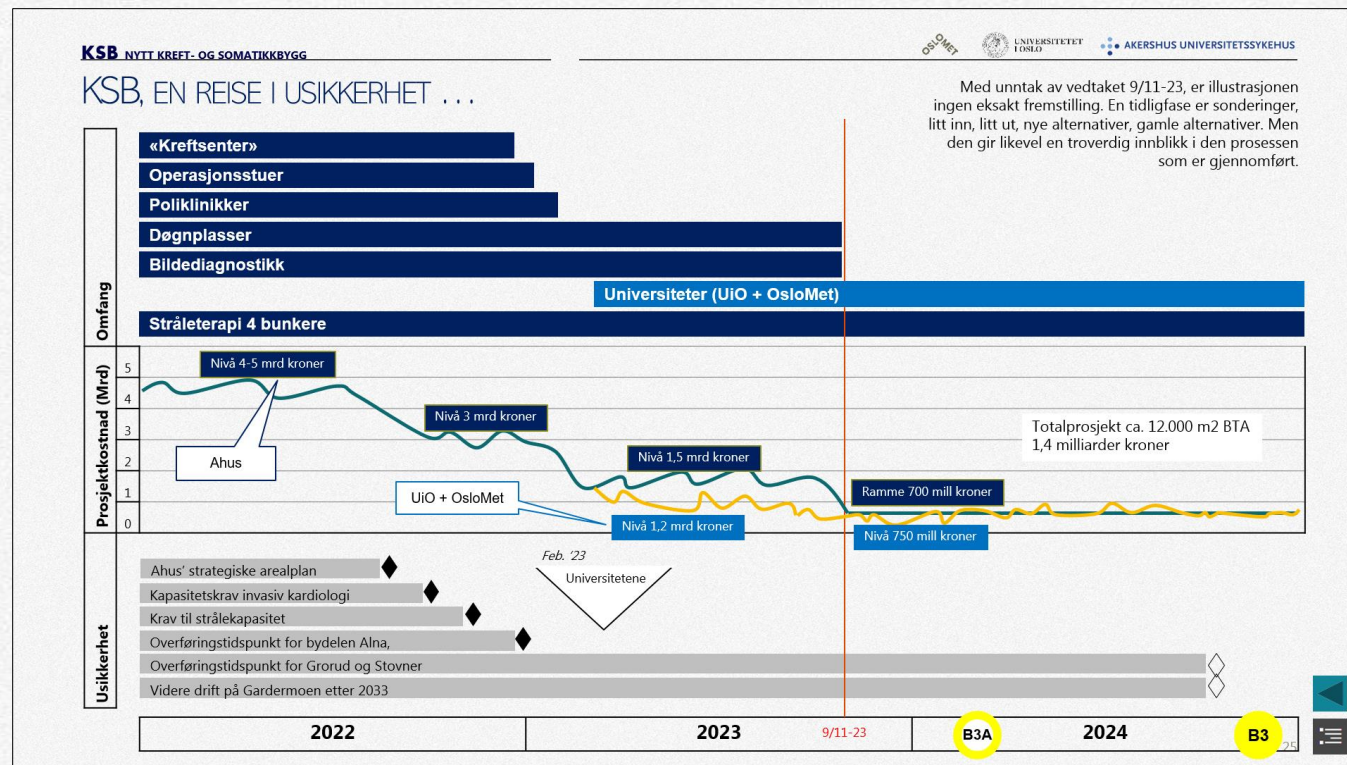 KSB NYTT KREFT- OG SOMATIKKBYGG
OSLOMET
UNIVERSITETET
I OSLO
AKERSHUS UNIVERSITETSSYKEHUS
KSB, EN REISE I USIKKERHET ...
Med unntak av vedtaket 9/11-23, er illustrasjonen
ingen eksakt fremstilling. En tidligfase er sonderinger,
litt inn, litt ut, nye alternativer, gamle alternativer. Men
den gir likevel en troverdig innblikk i den prosessen
som er gjennomført.
Omfang
«Kreftsenter»
Operasjonsstuer
Poliklinikker
Døgnplasser
Bildediagnostikk
Universiteter (UiO + OsloMet)
Stråleterapi 4 bunkere
Prosjektkostnad (Mrd)
5
4
3
2
1
0
Nivå 4-5 mrd kroner
Ahus
Nivå 3 mrd kroner
Nivå 1,5 mrd kroner
UiO + OsloMet
Nivå 1,2 mrd kroner
Totalprosjekt ca. 12.000 m2 BTA
1,4 milliarder kroner
Ramme 700 mill kroner
Nivå 750 mill kroner
Usikkerhet
Feb. '23
Universitetene
Ahus' strategiske arealplan
Kapasitetskrav invasiv kardiologi
Krav til strålekapasitet
Overføringstidspunkt for bydelen Alna,
Overføringstidspunkt for Grorud og Stovner
Videre drift på Gardermoen etter 2033
2022
2023
9/11-23
B3A
2024
B3
25